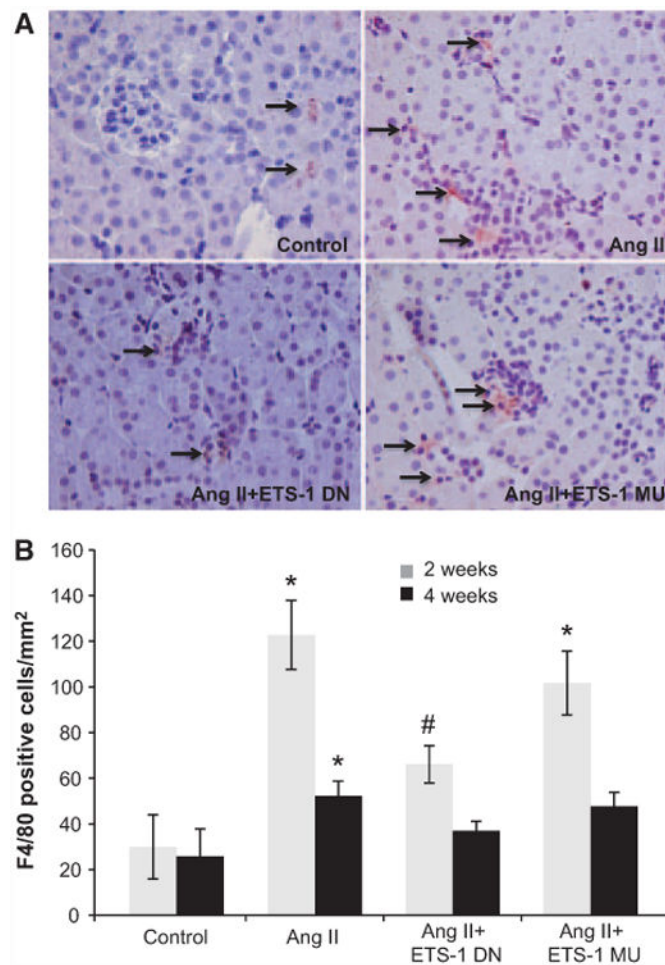 A
Control
Ang II
Ang II+ETS-1 DN
Ang II+ETS-1 MU
B
F4/80 positive cells/mm²
160
140
120
100
80
60
40
20
0
2 weeks
4 weeks
*
*
#
*
Control
Ang II
Ang II+
ETS-1 DN
Ang II+
ETS-1 MU